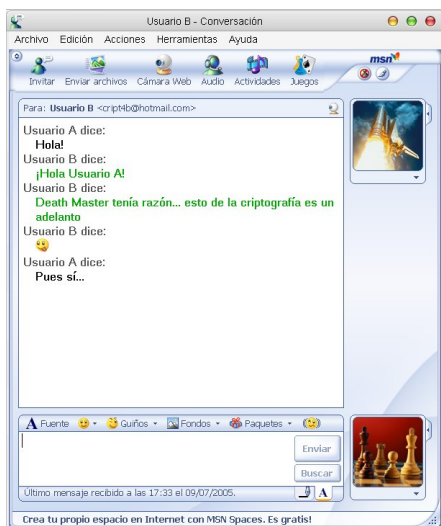 Usuario B - Conversación
Archivo Edición Acciones Herramientas Ayuda
Invitar Enviar archivos Cámara Web Audio Actividades Juegos
msn
Para: Usuario B <cript4b@hotmail.com>
Usuario A dice:
Hola!
Usuario B dice:
¡Hola Usuario A!
Usuario B dice:
Death Master tenía razón... esto de la criptografía es un
adelanto
Usuario B dice:
Usuario A dice:
Pues sí...
A Fuente Guiños Fondos Paquetes
Enviar
Buscar
Último mensaje recibido a las 17:33 el 09/07/2005.
A
Crea tu propio espacio en Internet con MSN Spaces. Es gratis!